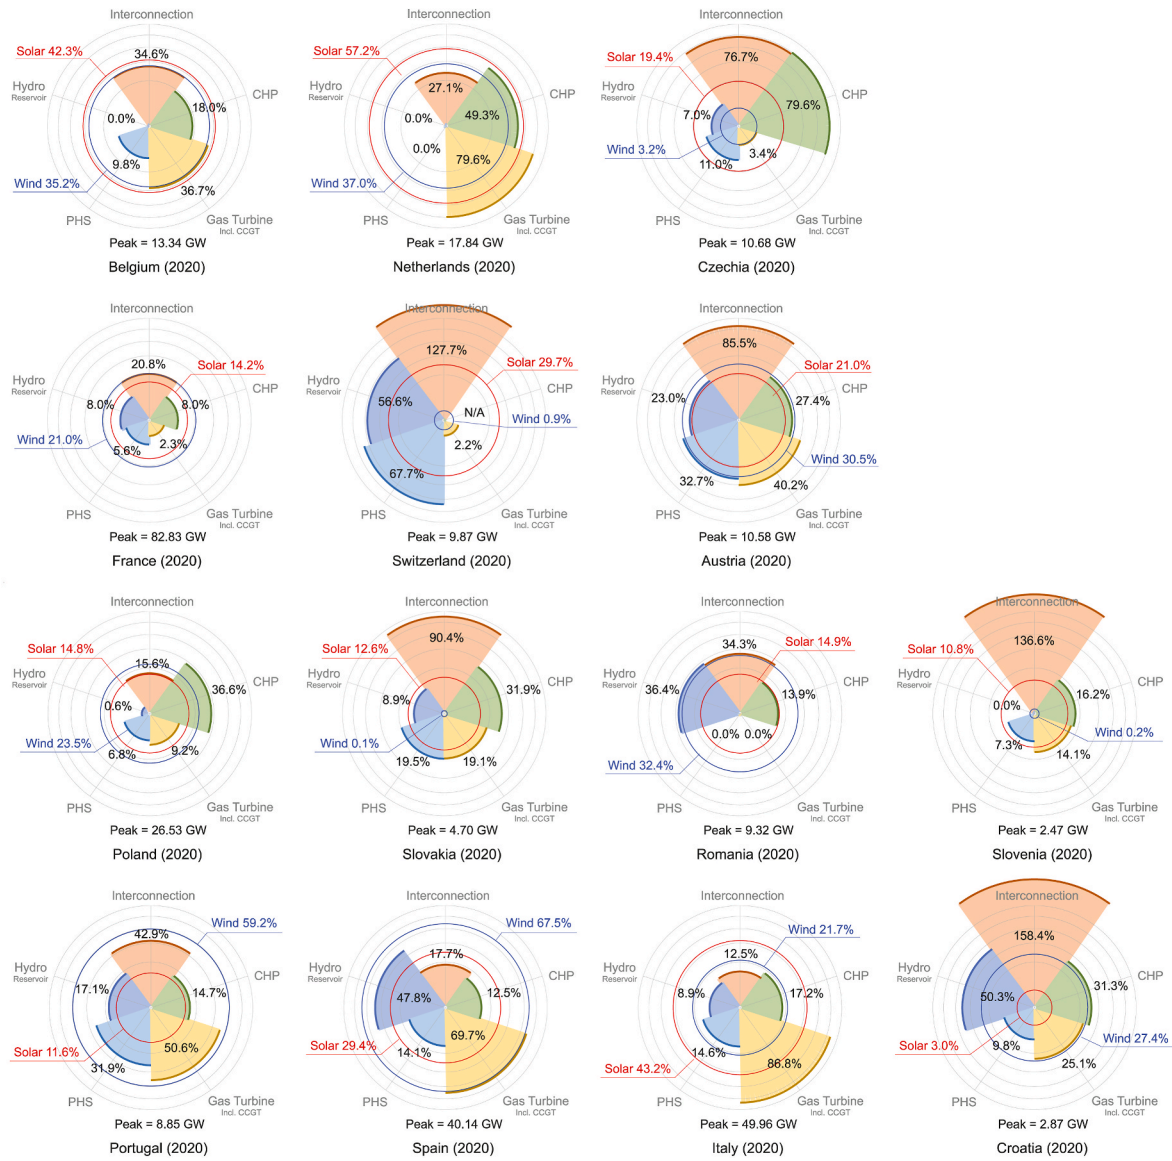 Interconnection
Solar 42.3%
34.6%
Hydro
Reservoir
CHP
18.0%
0.0%
9.8%
Wind 35.2%
36.7%
PHS
Gas Turbine
Incl. CCGT
Peak = 13.34 GW
Belgium (2020)
Interconnection
Solar 57.2%
27.1%
Hydro
Reservoir
CHP
49.3%
0.0%
0.0%
79.6%
Wind 37.0%
PHS
Gas Turbine
Incl. CCGT
Peak = 17.84 GW
Netherlands (2020)
Interconnection
Solar 19.4%
76.7%
Hydro
Reservoir
CHP
79.6%
7.0%
Wind 3.2%
3.4%
11.0%
PHS
Gas Turbine
Incl. CCGT
Peak = 10.68 GW
Czechia (2020)
Interconnection
20.8%
Solar 14.2%
Hydro
Reservoir
CHP
8.0%
8.0%
Wind 21.0%
5.6%
2.3%
PHS
Gas Turbine
Incl. CCGT
Peak = 82.83 GW
France (2020)
Interconnection
127.7%
Solar 29.7%
Hydro
Reservoir
CHP
56.6%
N/A
Wind 0.9%
2.2%
67.7%
PHS
Gas Turbine
Incl. CCGT
Peak = 9.87 GW
Switzerland (2020)
Interconnection
85.5%
Solar 21.0%
Hydro
Reservoir
CHP
23.0%
27.4%
Wind 30.5%
32.7%
40.2%
PHS
Gas Turbine
Incl. CCGT
Peak = 10.58 GW
Austria (2020)
Interconnection
Solar 14.8%
15.6%
Hydro
Reservoir
CHP
36.6%
0.6%
Wind 23.5%
6.8%
9.2%
PHS
Gas Turbine
Incl. CCGT
Peak = 26.53 GW
Poland (2020)
Interconnection
90.4%
Solar 12.6%
Hydro
Reservoir
CHP
31.9%
8.9%
Wind 0.1%
19.5%
19.1%
PHS
Gas Turbine
Incl. CCGT
Peak = 4.70 GW
Slovakia (2020)
Interconnection
34.3%
Solar 14.9%
Hydro
Reservoir
CHP
36.4%
13.9%
0.0%
0.0%
Wind 32.4%
PHS
Gas Turbine
Incl. CCGT
Peak = 9.32 GW
Romania (2020)
Interconnection
136.6%
Solar 10.8%
Hydro
Reservoir
CHP
16.2%
0.0%
Wind 0.2%
7.3%
14.1%
PHS
Gas Turbine
Incl. CCGT
Peak = 2.47 GW
Slovenia (2020)
Interconnection
Wind 59.2%
42.9%
Hydro
Reservoir
CHP
17.1%
14.7%
Solar 11.6%
50.6%
31.9%
PHS
Gas Turbine
Incl. CCGT
Peak = 8.85 GW
Portugal (2020)
Interconnection
Wind 67.5%
17.7%
Hydro
Reservoir
CHP
47.8%
12.5%
69.7%
Solar 29.4%
14.1%
PHS
Gas Turbine
Incl. CCGT
Peak = 40.14 GW
Spain (2020)
Interconnection
Wind 21.7%
12.5%
Hydro
Reservoir
CHP
8.9%
17.2%
14.6%
86.8%
Solar 43.2%
PHS
Gas Turbine
Incl. CCGT
Peak = 49.96 GW
Italy (2020)
Interconnection
158.4%
Hydro
Reservoir
CHP
50.3%
31.3%
Solar 3.0%
9.8%
Wind 27.4%
25.1%
PHS
Gas Turbine
Incl. CCGT
Peak = 2.87 GW
Croatia (2020)